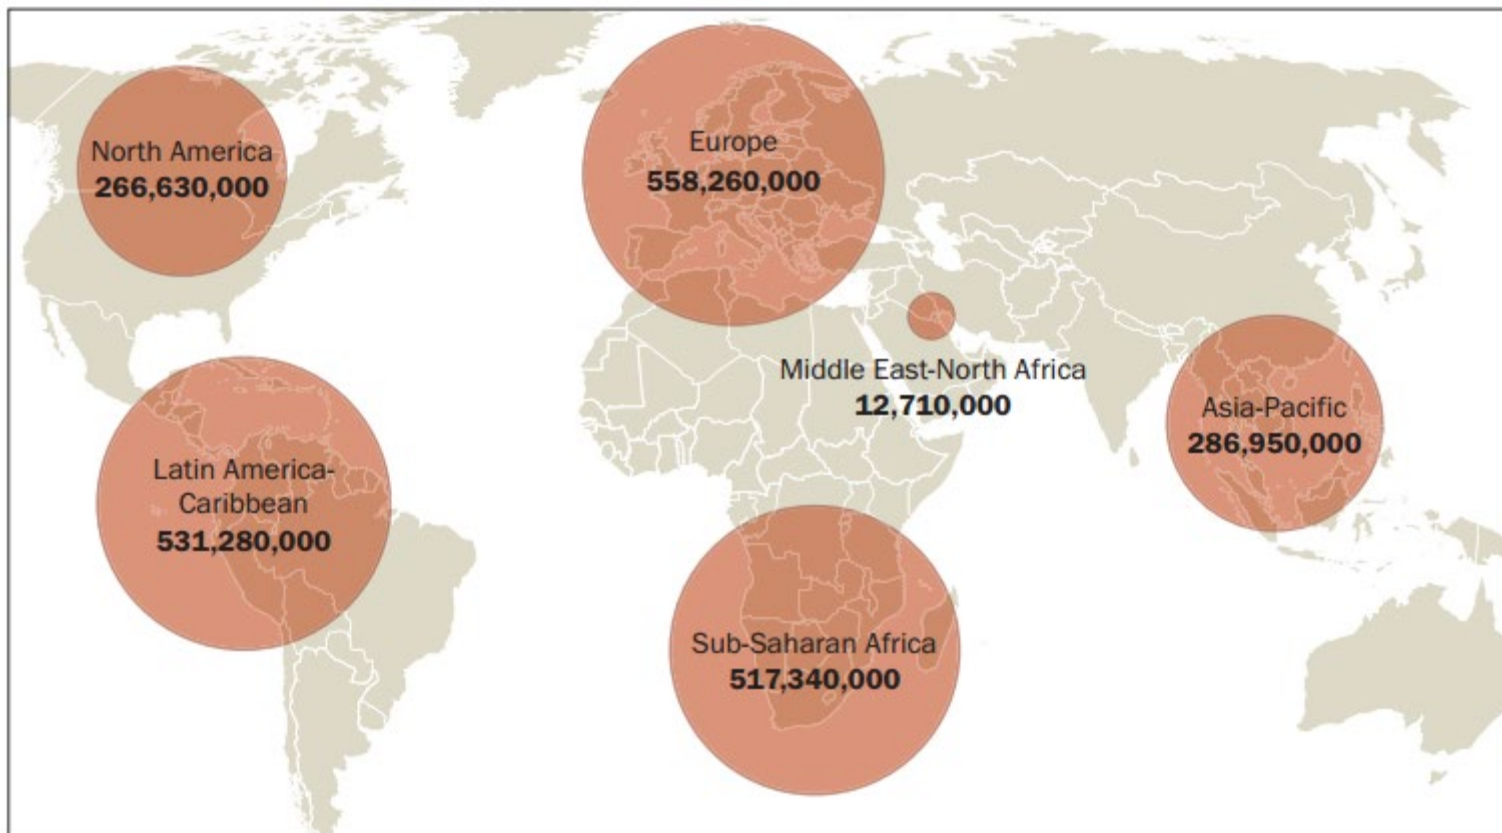 North America
266,630,000
Europe
558,260,000
Middle East-North Africa
12,710,000
Asia-Pacific
286,950,000
Latin America-
Caribbean
531,280,000
Sub-Saharan Africa
517,340,000